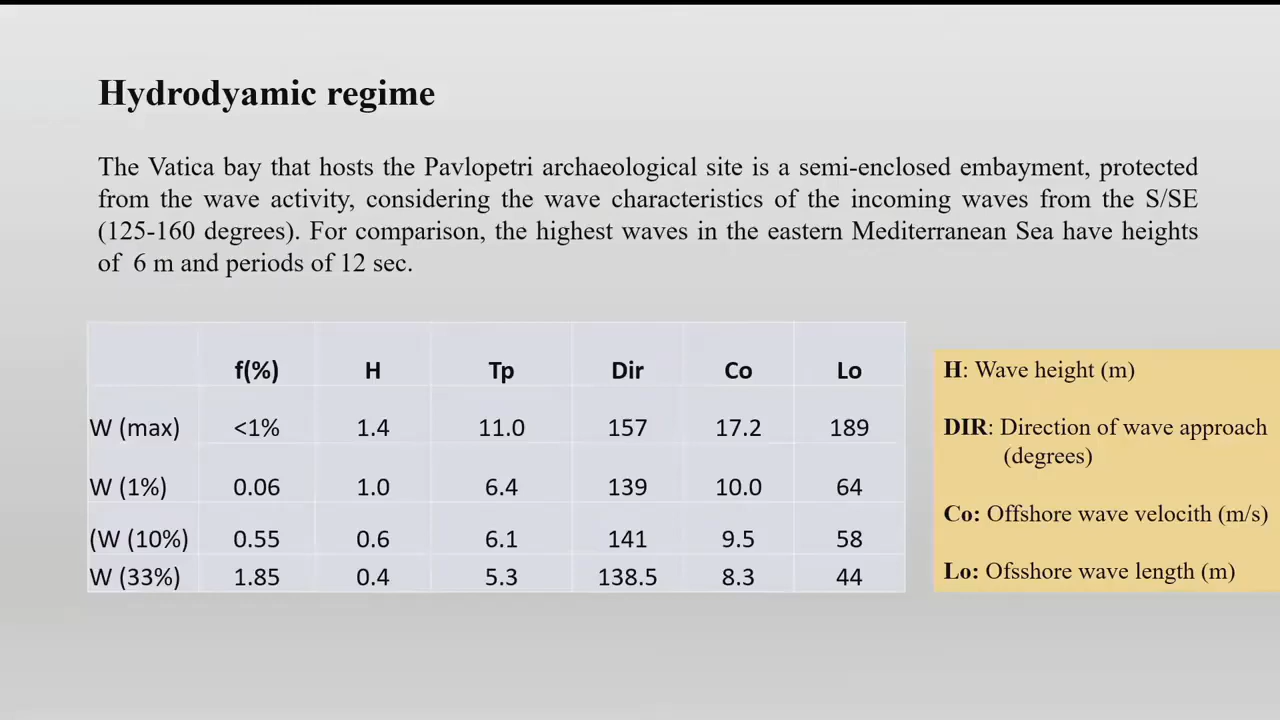 Hydrodyamic regime
The Vatica bay that hosts the Pavlopetri archaeological site is a semi-enclosed embayment, protected
from the wave activity, considering the wave characteristics of the incoming waves from the S/SE
(125-160 degrees). For comparison, the highest waves in the eastern Mediterranean Sea have heights
of 6 m and periods of 12 sec.
f(%) H Tp Dir Co Lo
W (max) <1% 1.4 11.0 157 17.2 189
W (1%) 0.06 1.0 6.4 139 10.0 64
(W (10%) 0.55 0.6 6.1 141 9.5 58
W (33%) 1.85 0.4 5.3 138.5 8.3 44
H: Wave height (m)
DIR: Direction of wave approach
(degrees)
Co: Offshore wave velocith (m/s)
Lo: Ofsshore wave length (m)